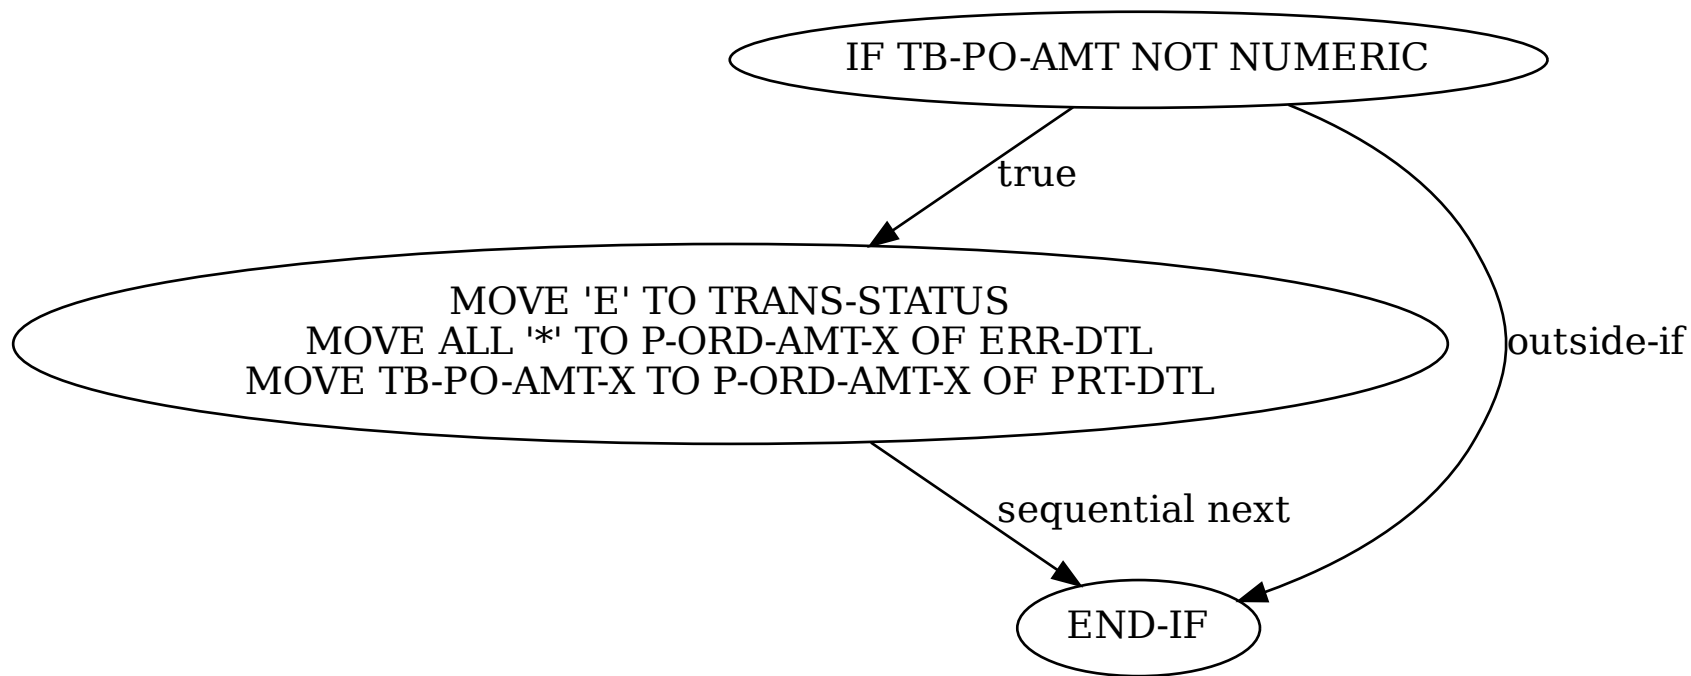 IF TB-PO-AMT NOT NUMERIC
true
MOVE 'E' TO TRANS-STATUS
MOVE ALL '*' TO P-ORD-AMT-X OF ERR-DTL
MOVE TB-PO-AMT-X TO P-ORD-AMT-X OF PRT-DTL
outside-if
sequential next
END-IF